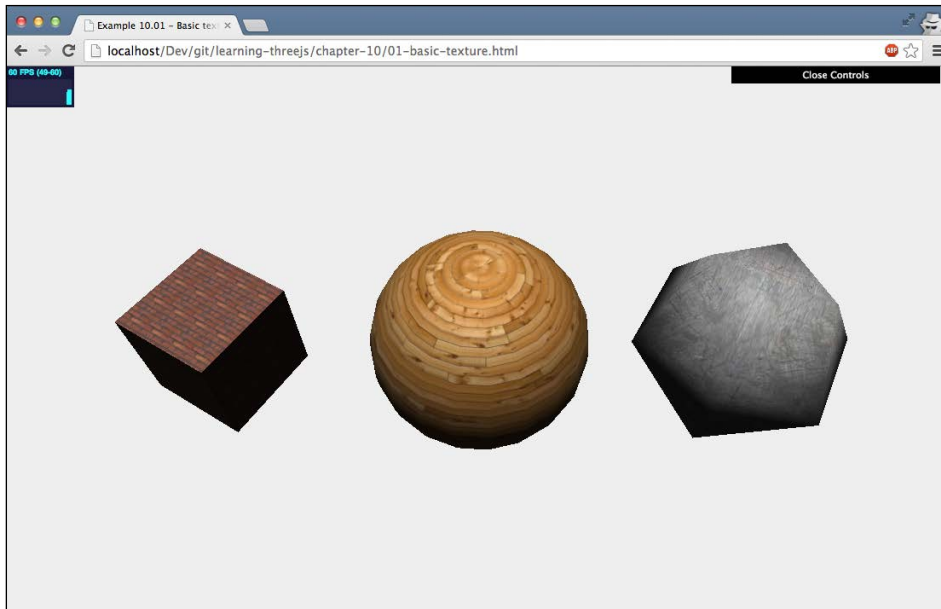 Example 10.01 - Basic tex
localhost/Dev/git/learning-threejs/chapter-10/01-basic-texture.html
ABP
60 FPS (49-60)
Close Controls